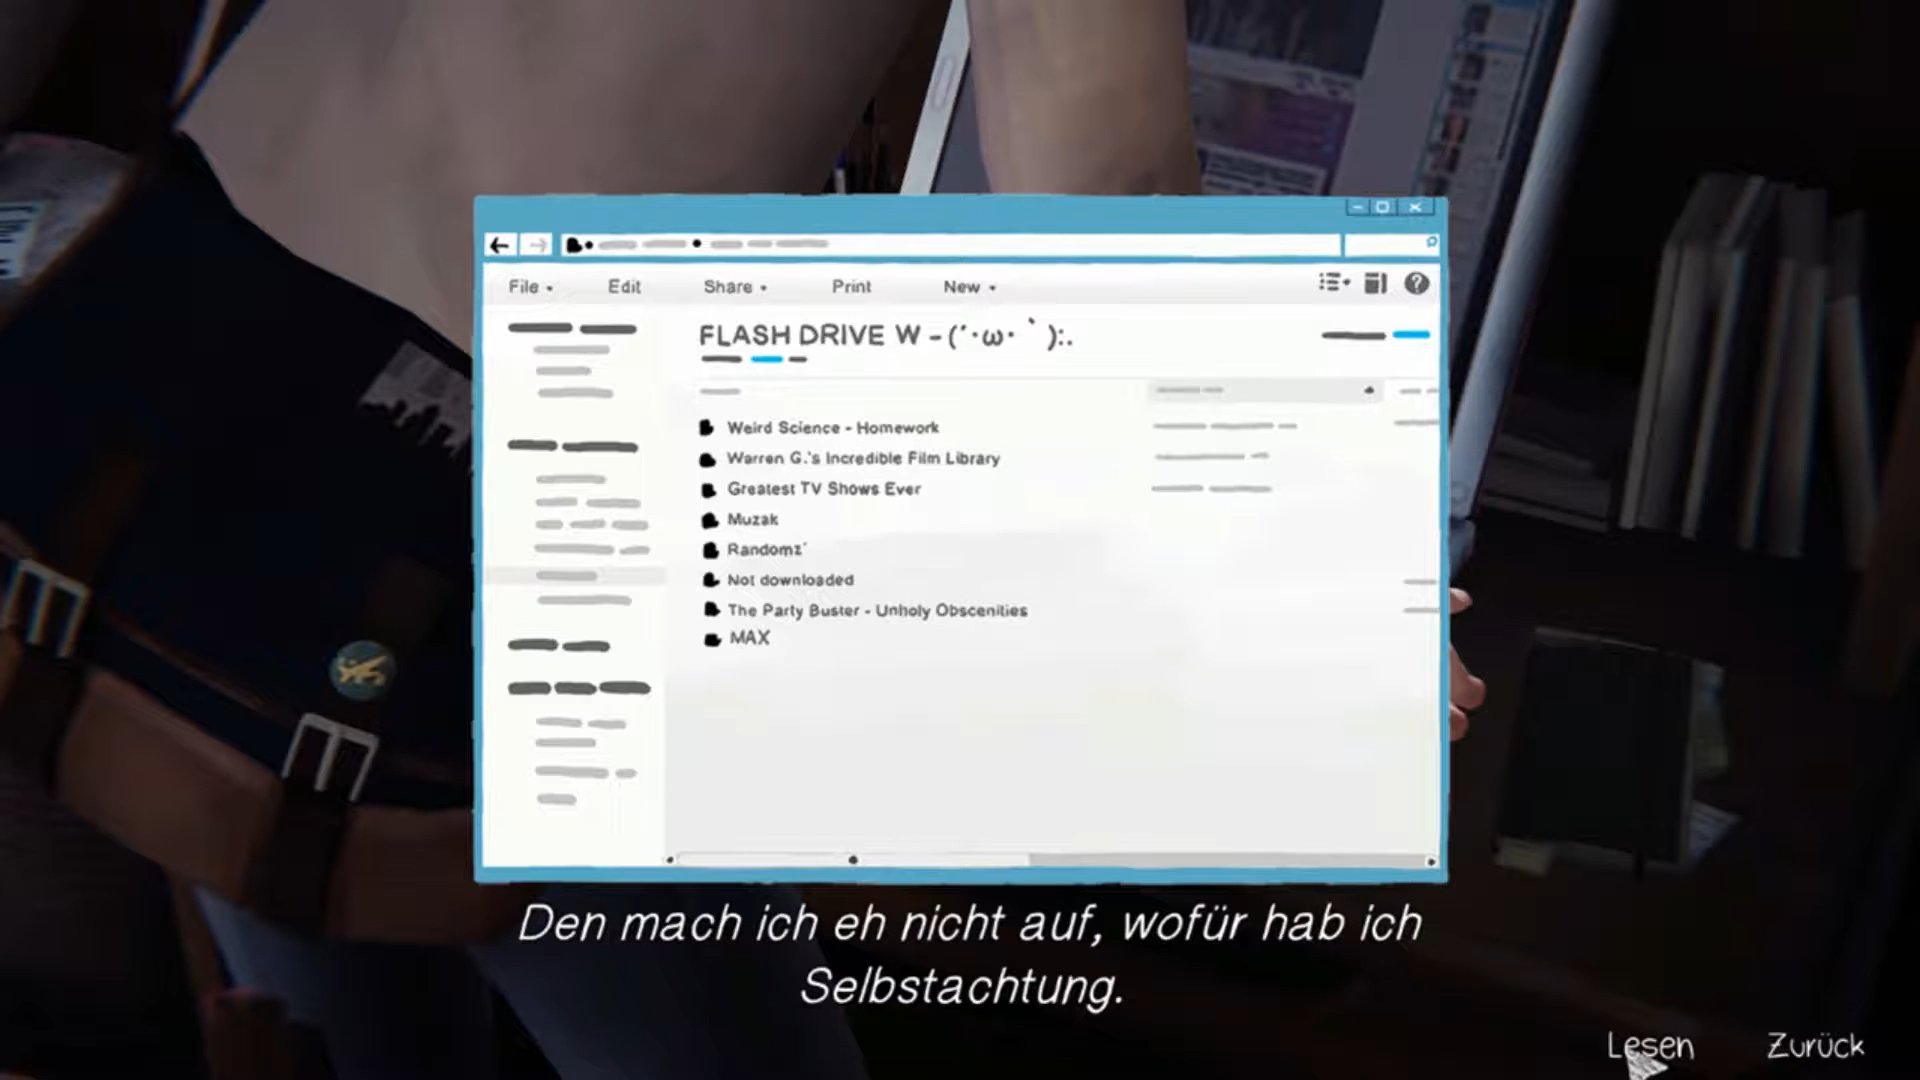 File Edit Share Print New
FLASH DRIVE W - (´･ω･｀):.
Weird Science - Homework
Warren G.'s Incredible Film Library
Greatest TV Shows Ever
Muzak
Randomz'
Not downloaded
The Party Buster - Unholy Obscenities
MAX
Den mach ich eh nicht auf, wofür hab ich
Selbstachtung.
Lesen Zurück